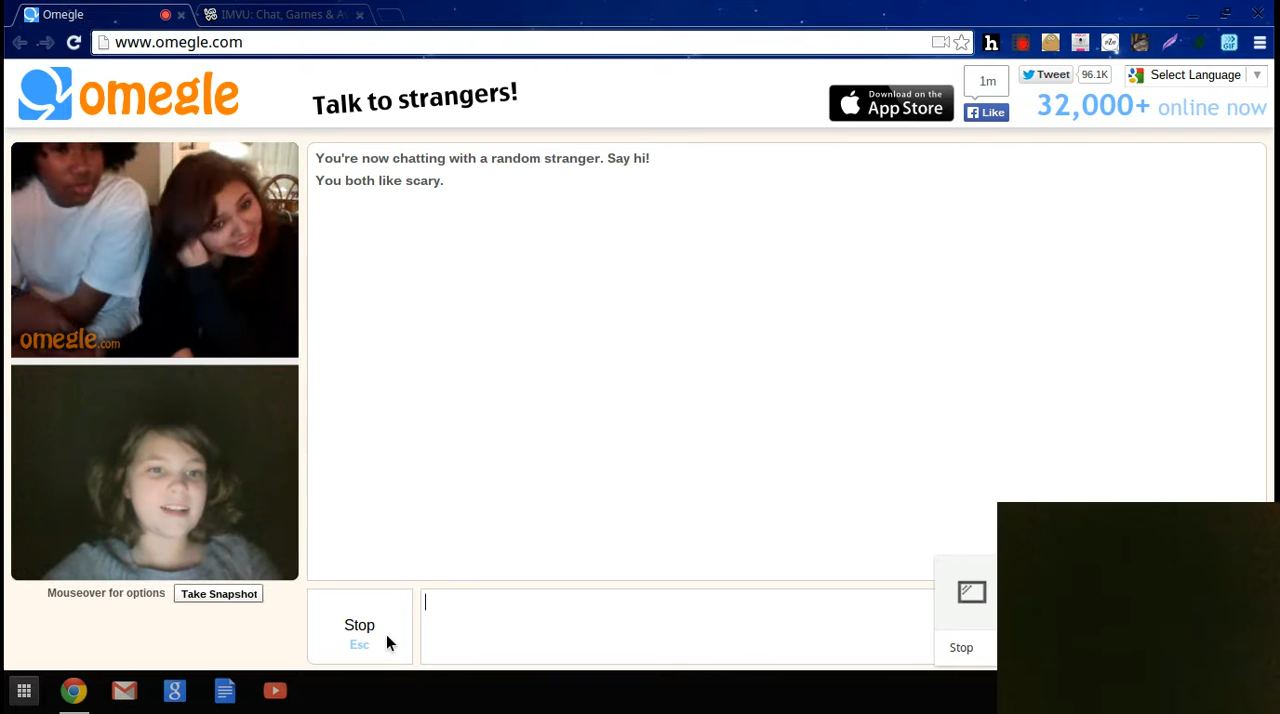 Omegle
IMVU: Chat, Games & Av
www.omegle.com
omegle
Talk to strangers!
Download on the
App Store
1m
Like
Tweet
96.1K
Select Language
32,000+ online now
You're now chatting with a random stranger. Say hi!
You both like scary.
omegle.com
Mouseover for options
Take Snapshot
Stop
Esc
Stop